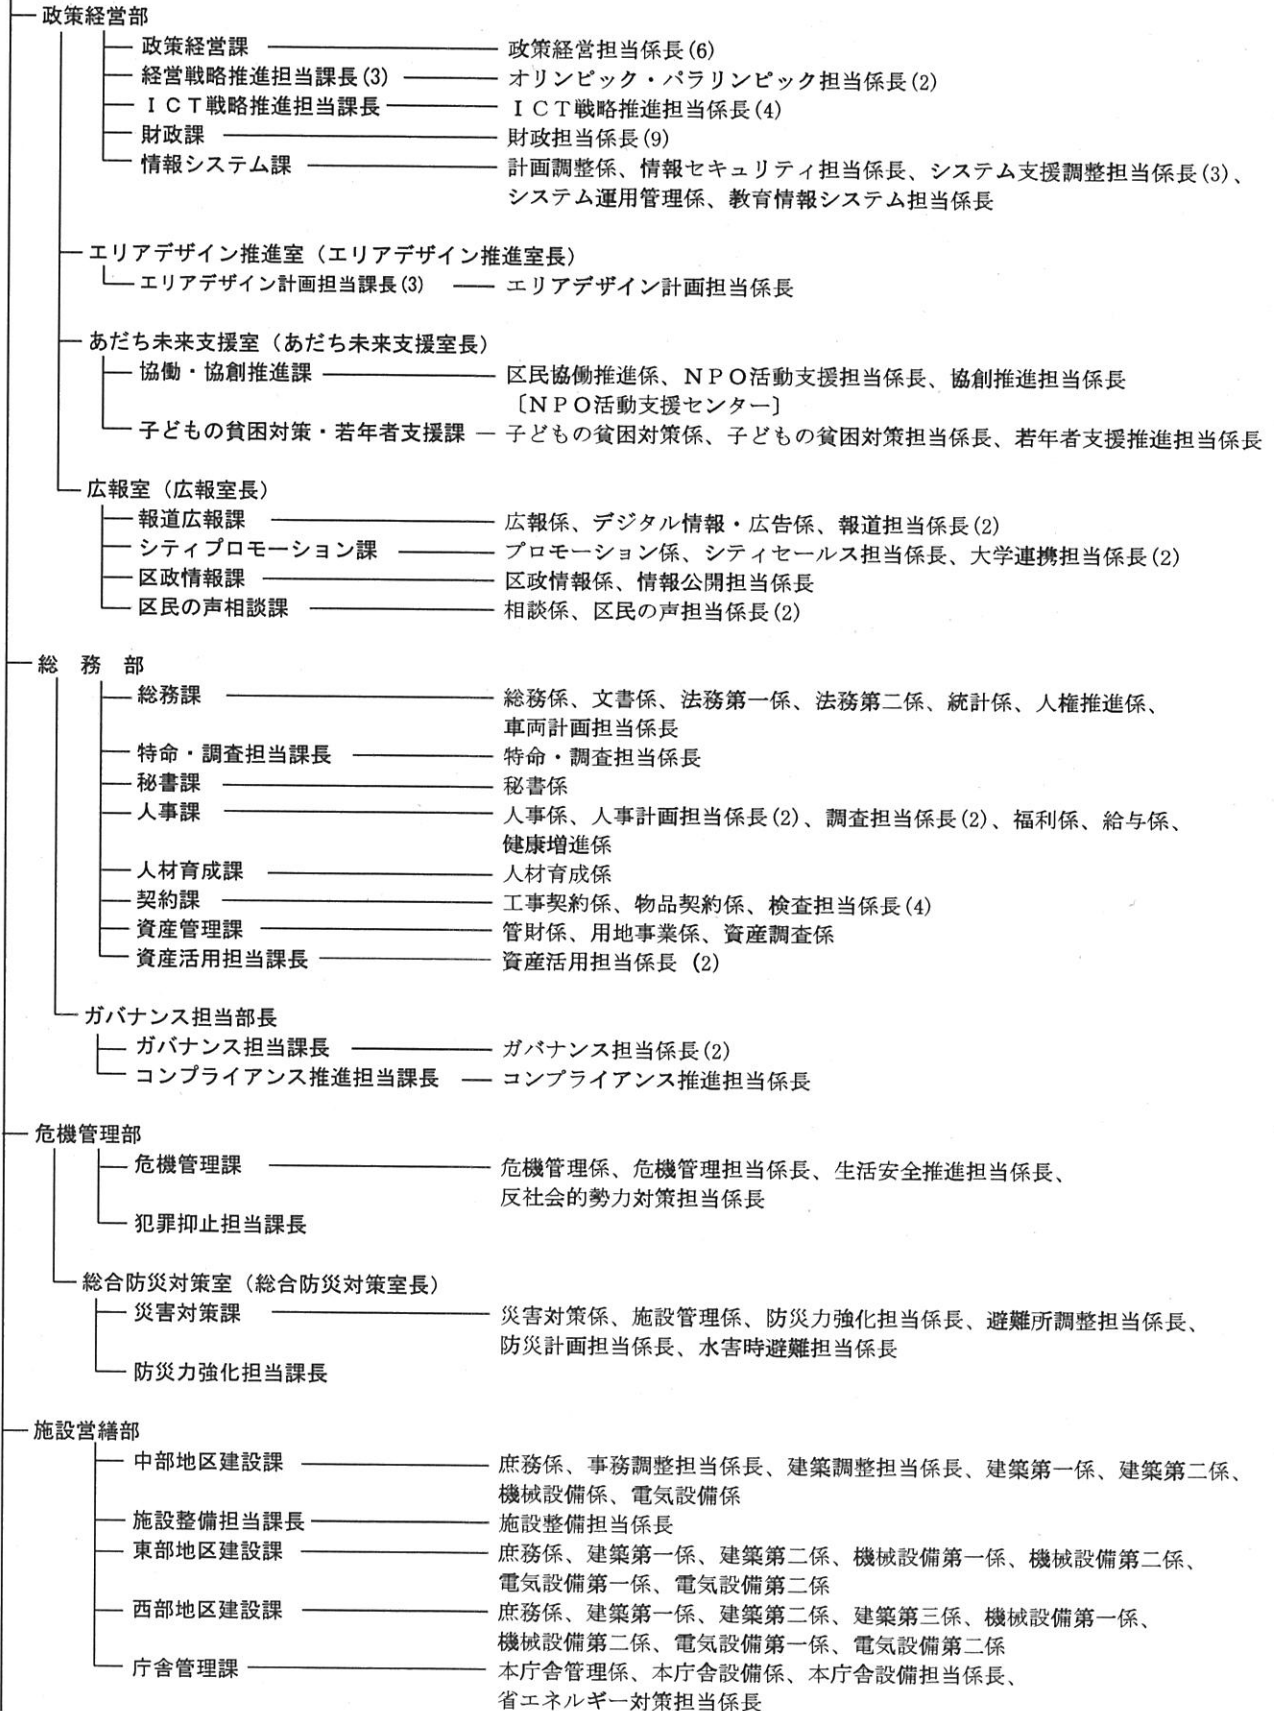 政策経営部
政策経営課 政策経営担当係長(6)
経営戦略推進担当課長(3) オリンピック・パラリンピック担当係長(2)
ＩＣＴ戦略推進担当課長 ＩＣＴ戦略推進担当係長(4)
財政課 財政担当係長(9)
情報システム課 計画調整係、情報セキュリティ担当係長、システム支援調整担当係長(3)、
システム運用管理係、教育情報システム担当係長
エリアデザイン推進室（エリアデザイン推進室長）
エリアデザイン計画担当課長(3) エリアデザイン計画担当係長
あだち未来支援室（あだち未来支援室長）
協働・協創推進課 区民協働推進係、ＮＰＯ活動支援担当係長、協創推進担当係長
〔ＮＰＯ活動支援センター〕
子どもの貧困対策・若年者支援課 子どもの貧困対策係、子どもの貧困対策担当係長、若年者支援推進担当係長
広報室（広報室長）
報道広報課 広報係、デジタル情報・広告係、報道担当係長(2)
シティプロモーション課 プロモーション係、シティセールス担当係長、大学連携担当係長(2)
区政情報課 区政情報係、情報公開担当係長
区民の声相談課 相談係、区民の声担当係長(2)
総　務　部
総務課 総務係、文書係、法務第一係、法務第二係、統計係、人権推進係、
車両計画担当係長
特命・調査担当課長 特命・調査担当係長
秘書課 秘書係
人事課 人事係、人事計画担当係長(2)、調査担当係長(2)、福利係、給与係、
健康増進係
人材育成課 人材育成係
契約課 工事契約係、物品契約係、検査担当係長(4)
資産管理課 管財係、用地事業係、資産調査係
資産活用担当課長 資産活用担当係長 (2)
ガバナンス担当部長
ガバナンス担当課長 ガバナンス担当係長(2)
コンプライアンス推進担当課長 コンプライアンス推進担当係長
危機管理部
危機管理課 危機管理係、危機管理担当係長、生活安全推進担当係長、
反社会的勢力対策担当係長
犯罪抑止担当課長
総合防災対策室（総合防災対策室長）
災害対策課 災害対策係、施設管理係、防災力強化担当係長、避難所調整担当係長、
防災計画担当係長、水害時避難担当係長
防災力強化担当課長
施設営繕部
中部地区建設課 庶務係、事務調整担当係長、建築調整担当係長、建築第一係、建築第二係、
機械設備係、電気設備係
施設整備担当課長 施設整備担当係長
東部地区建設課 庶務係、建築第一係、建築第二係、機械設備第一係、機械設備第二係、
電気設備第一係、電気設備第二係
西部地区建設課 庶務係、建築第一係、建築第二係、建築第三係、機械設備第一係、
機械設備第二係、電気設備第一係、電気設備第二係
庁舎管理課 本庁舎管理係、本庁舎設備係、本庁舎設備担当係長、
省エネルギー対策担当係長